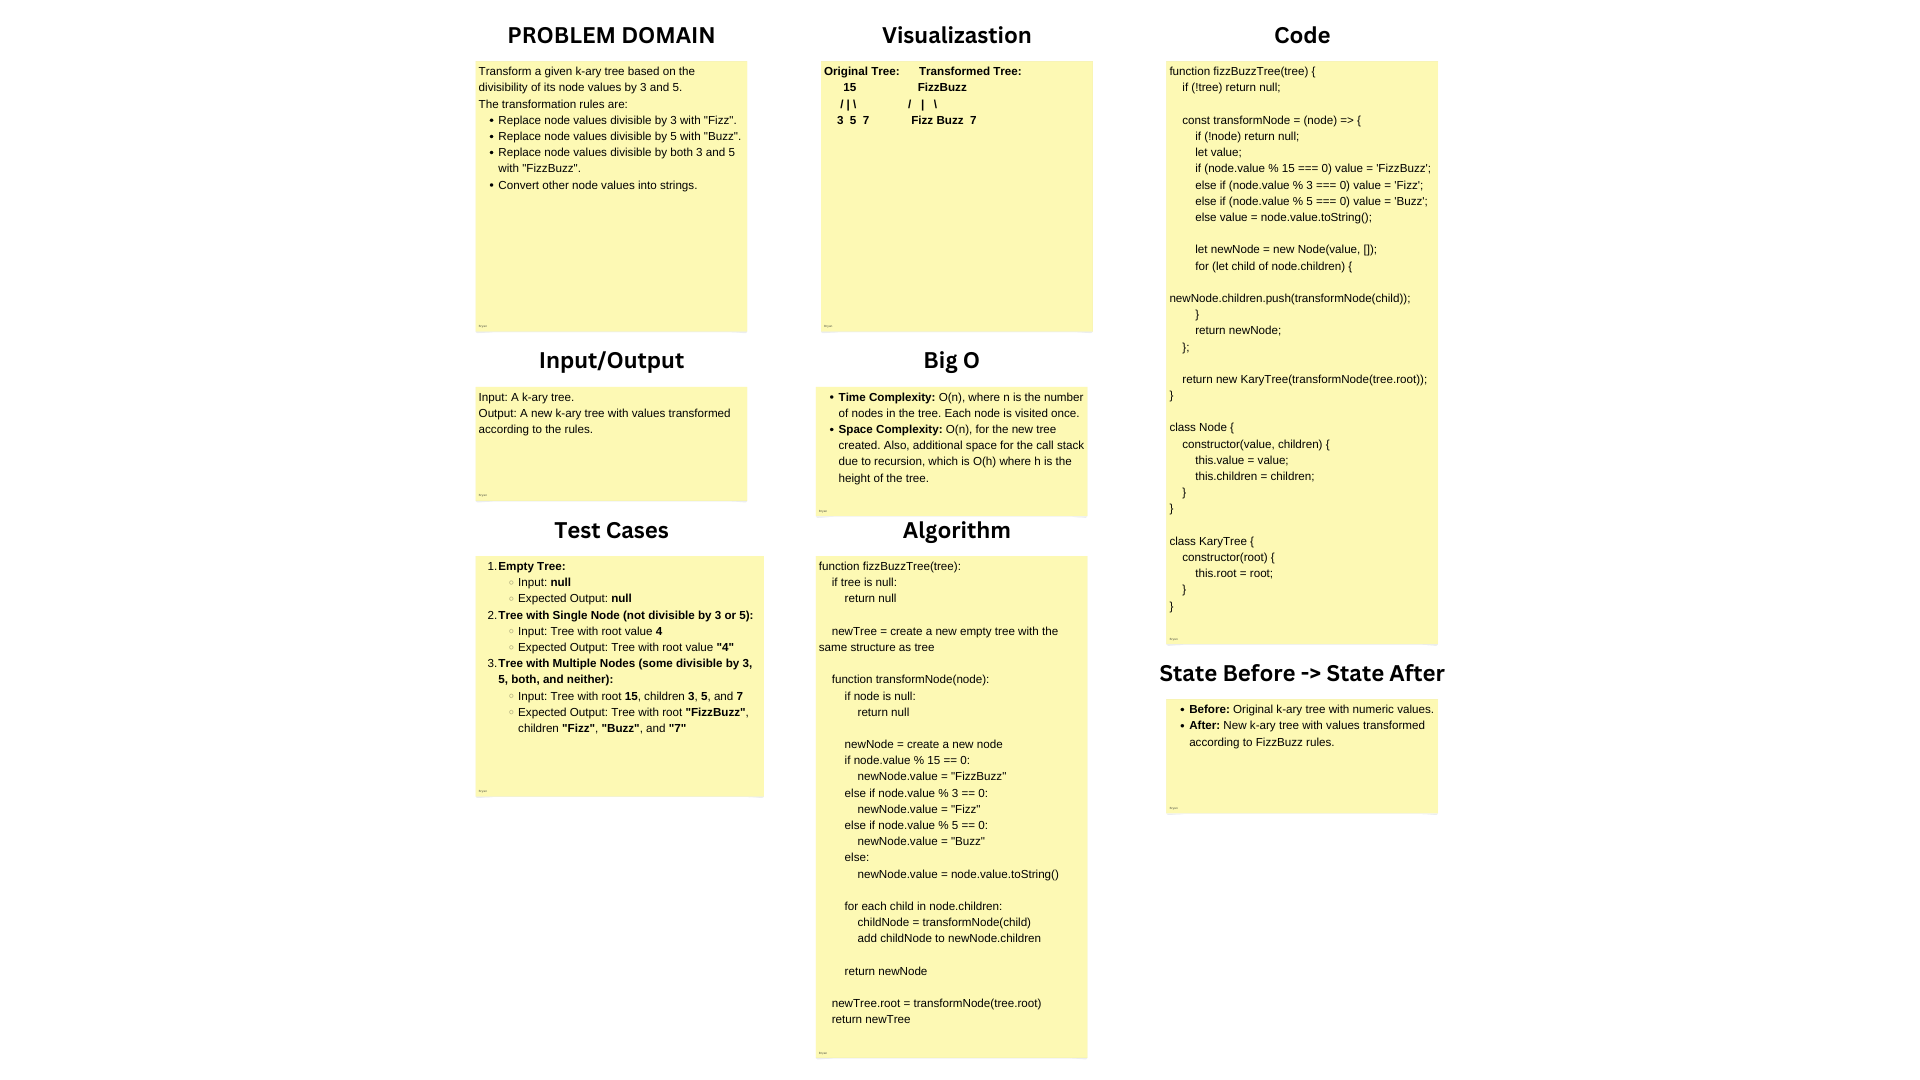 PROBLEM DOMAIN
Transform a given k-ary tree based on the
divisibility of its node values by 3 and 5.
The transformation rules are:
• Replace node values divisible by 3 with "Fizz".
• Replace node values divisible by 5 with "Buzz".
• Replace node values divisible by both 3 and 5
with "FizzBuzz".
• Convert other node values into strings.
Input/Output
Input: A k-ary tree.
Output: A new k-ary tree with values transformed
according to the rules.
Test Cases
1. Empty Tree:
○ Input: null
○ Expected Output: null
2. Tree with Single Node (not divisible by 3 or 5):
○ Input: Tree with root value 4
○ Expected Output: Tree with root value "4"
3. Tree with Multiple Nodes (some divisible by 3,
5, both, and neither):
○ Input: Tree with root 15, children 3, 5, and 7
○ Expected Output: Tree with root "FizzBuzz",
children "Fizz", "Buzz", and "7"
Visualizastion
Original Tree: Transformed Tree:
15 FizzBuzz
/ | \ / | \
3 5 7 Fizz Buzz 7
Big O
• Time Complexity: O(n), where n is the number
of nodes in the tree. Each node is visited once.
• Space Complexity: O(n), for the new tree
created. Also, additional space for the call stack
due to recursion, which is O(h) where h is the
height of the tree.
Algorithm
function fizzBuzzTree(tree):
if tree is null:
return null
newTree = create a new empty tree with the
same structure as tree
function transformNode(node):
if node is null:
return null
newNode = create a new node
if node.value % 15 == 0:
newNode.value = "FizzBuzz"
else if node.value % 3 == 0:
newNode.value = "Fizz"
else if node.value % 5 == 0:
newNode.value = "Buzz"
else:
newNode.value = node.value.toString()
for each child in node.children:
childNode = transformNode(child)
add childNode to newNode.children
return newNode
newTree.root = transformNode(tree.root)
return newTree
Code
function fizzBuzzTree(tree) {
if (!tree) return null;
const transformNode = (node) => {
if (!node) return null;
let value;
if (node.value % 15 === 0) value = 'FizzBuzz';
else if (node.value % 3 === 0) value = 'Fizz';
else if (node.value % 5 === 0) value = 'Buzz';
else value = node.value.toString();
let newNode = new Node(value, []);
for (let child of node.children) {
newNode.children.push(transformNode(child));
}
return newNode;
};
return new KaryTree(transformNode(tree.root));
}
class Node {
constructor(value, children) {
this.value = value;
this.children = children;
}
}
class KaryTree {
constructor(root) {
this.root = root;
}
}
State Before -> State After
• Before: Original k-ary tree with numeric values.
• After: New k-ary tree with values transformed
according to FizzBuzz rules.